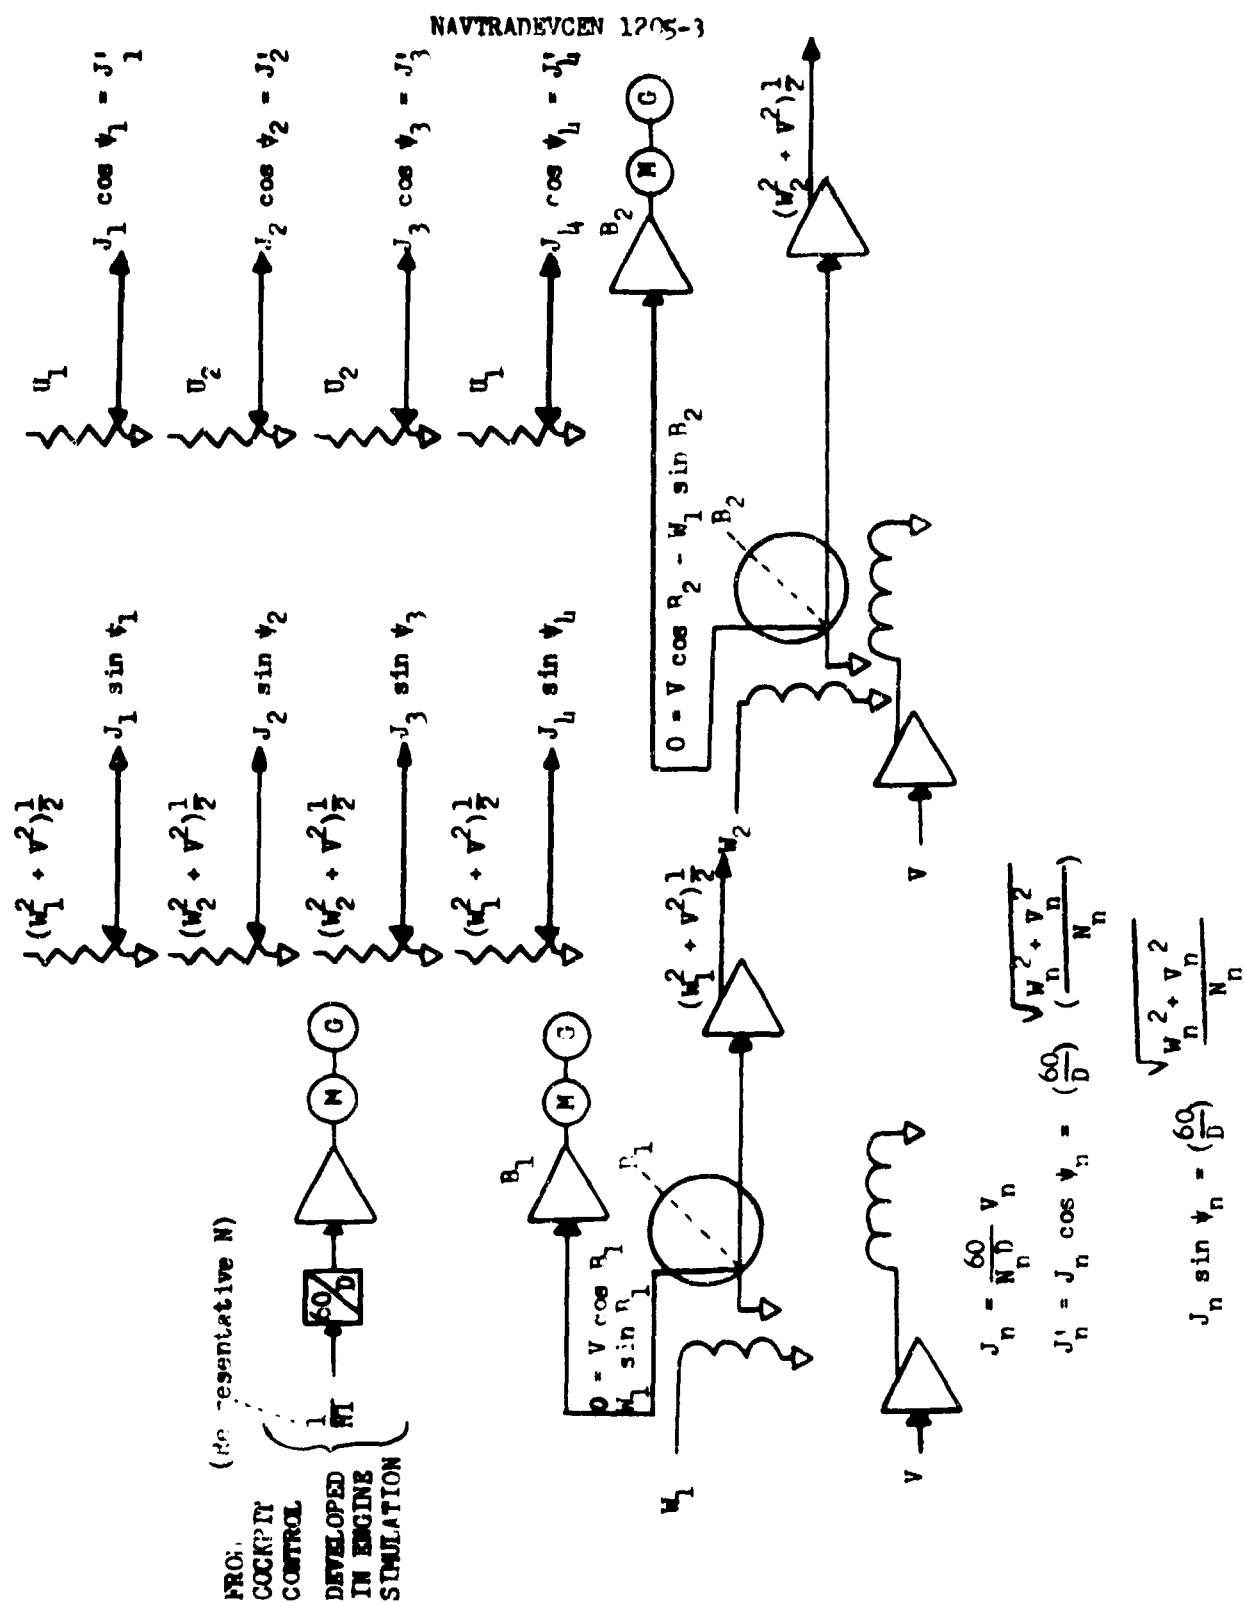 NAVTRADEVCEN 1205-3
COCKPIT
CONTROL
DEVELOPED
IN ENGINE
SIMULATION
1/N1
60/D
M
G
(W₁² + V²)½
J₁ sin ψ₁
U₁
J₁ cos ψ₁ = J'₁
(W₂² + V²)½
J₂ sin ψ₂
U₂
J₂ cos ψ₂ = J'₂
(W₂² + V²)½
J₃ sin ψ₃
U₂
J₃ cos ψ₃ = J'₃
(W₁² + V²)½
J₄ sin ψ₄
U₁
J₄ cos ψ₄ = J'₄
B₁
M
G
0 = V cos B₁
W₁ sin B₁
B₁
W₁
(W₁² + V²)½
V
B₂
M
G
0 = V cos B₂ - W₁ sin B₂
B₂
W₂
(W₂² + V²)½
V
Jₙ = 60/NₙD Vₙ
J'ₙ = Jₙ cos ψₙ = (60/D) (√Wₙ² + Vₙ²/Nₙ)
Jₙ sin ψₙ = (60/D) √Wₙ² + Vₙ²/Nₙ